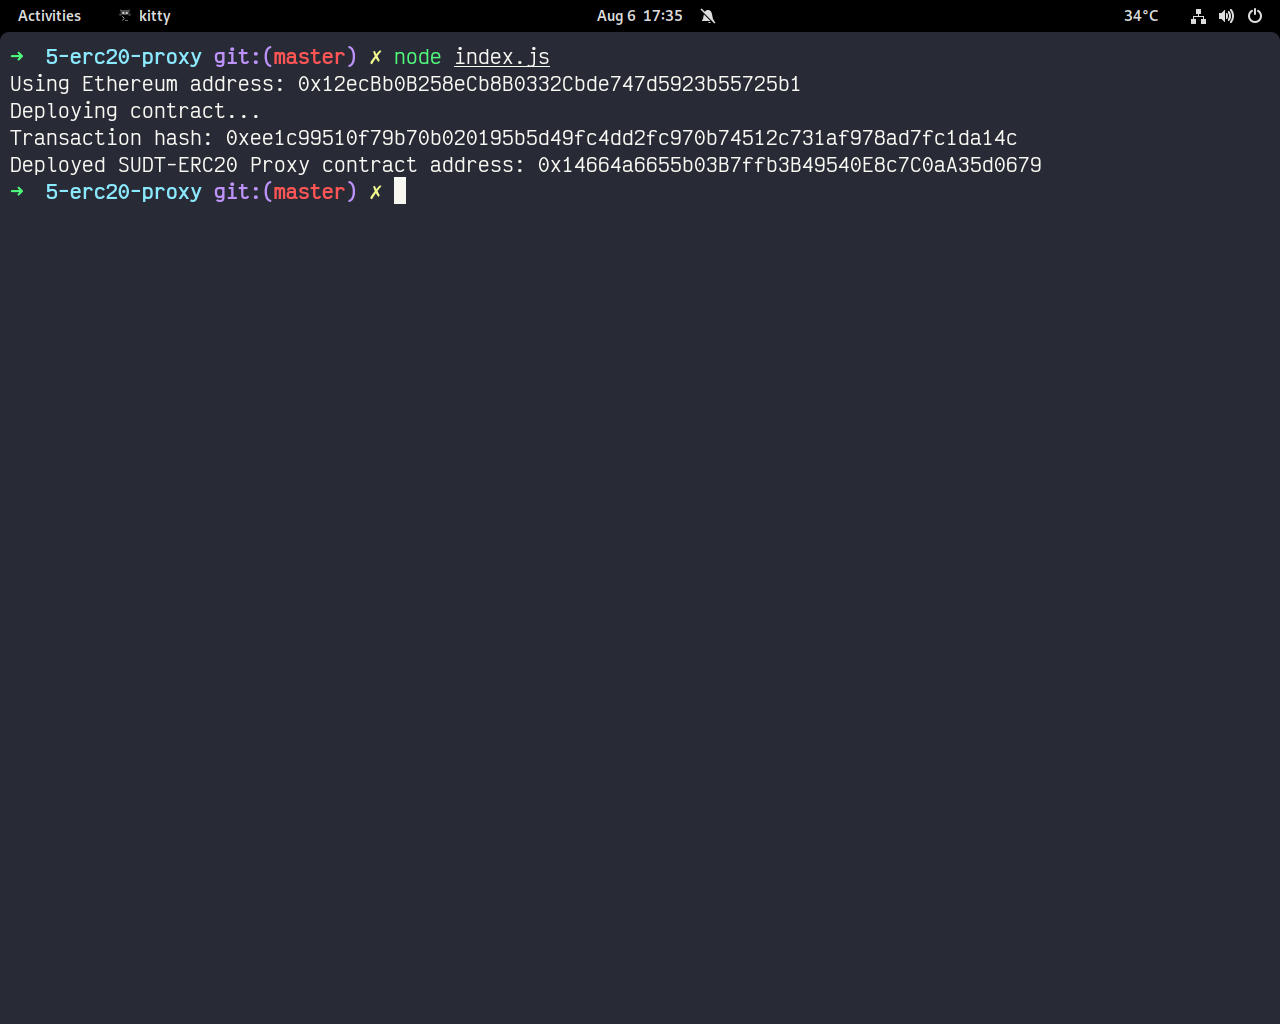 Activities kitty Aug 6 17:35 34°C
➜ 5-erc20-proxy git:(master) ✗ node index.js
Using Ethereum address: 0x12ecBb0B258eCb8B0332Cbde747d5923b55725b1
Deploying contract...
Transaction hash: 0xee1c99510f79b70b020195b5d49fc4dd2fc970b74512c731af978ad7fc1da14c
Deployed SUDT-ERC20 Proxy contract address: 0x14664a6655b03B7ffb3B49540E8c7C0aA35d0679
➜ 5-erc20-proxy git:(master) ✗